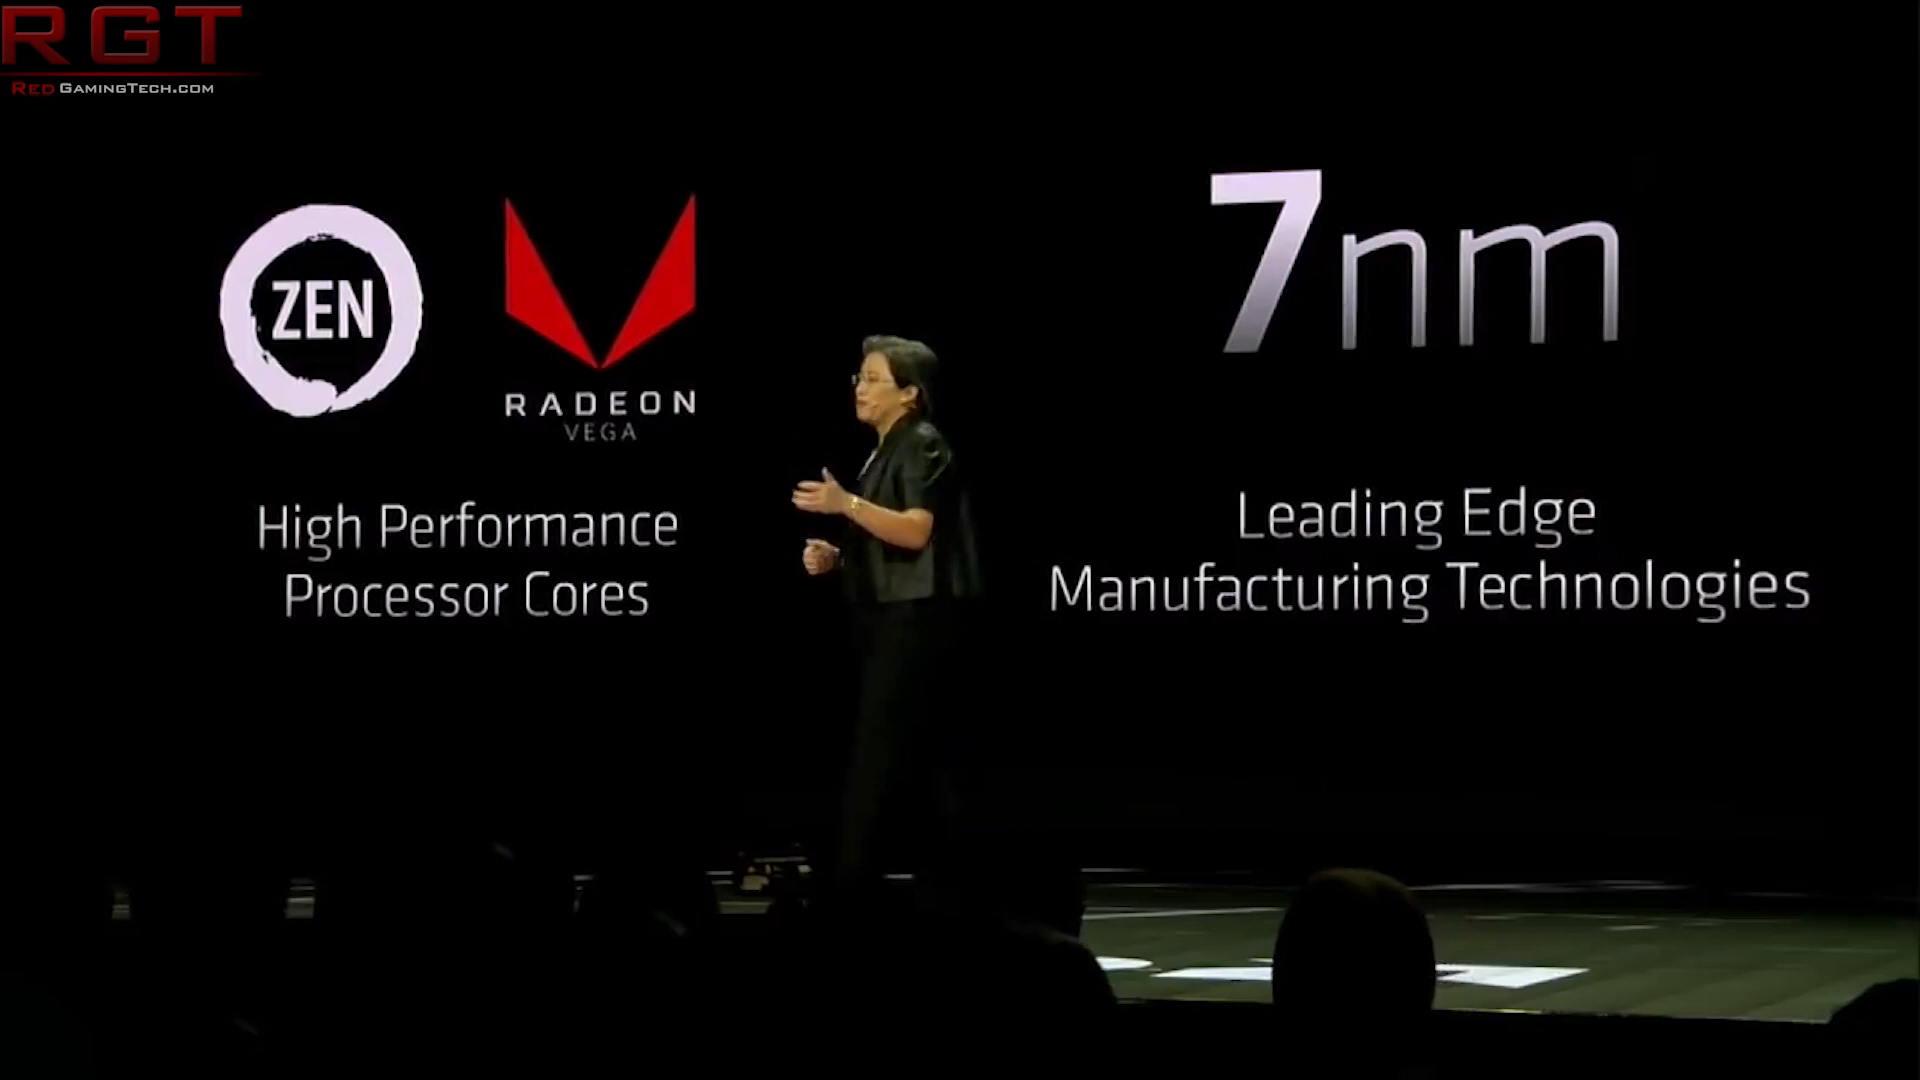 RGT
RedGamingTech.com
ZEN
RADEON
VEGA
High Performance
Processor Cores
7nm
Leading Edge
Manufacturing Technologies